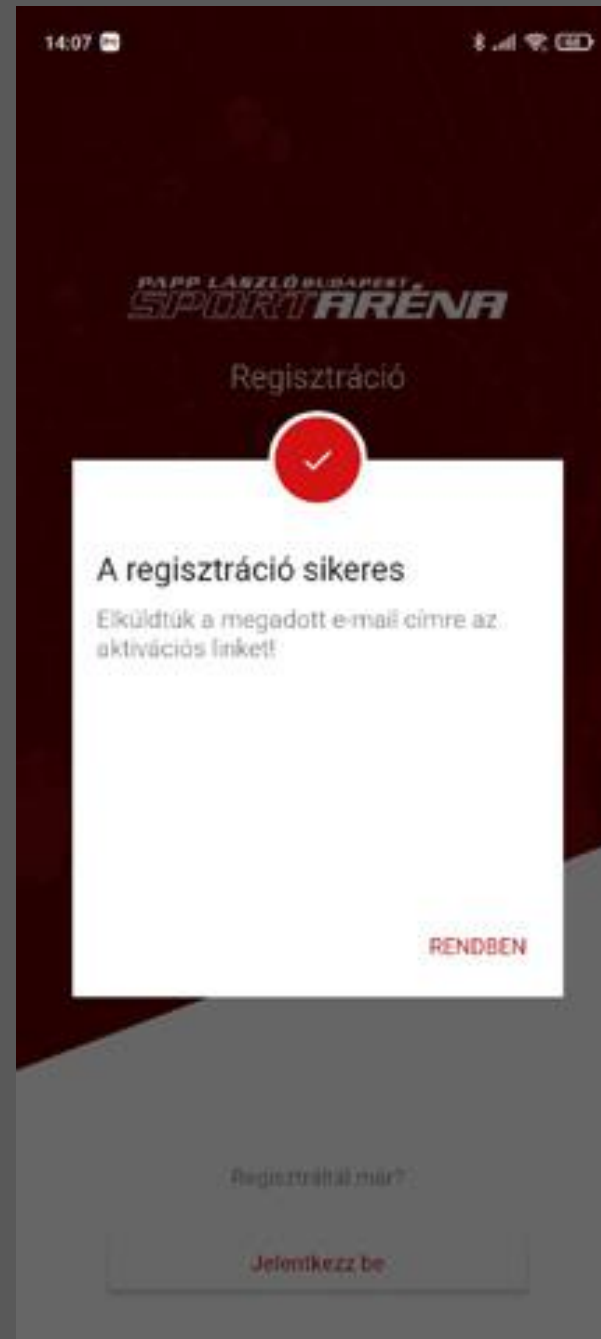 14:07
PAPP LÁSZLÓ BUDAPEST
SPORTARÉNA
Regisztráció
A regisztráció sikeres
Elküldtük a megadott e-mail címre az
aktivációs linket!
RENDBEN
Regisztráltál már?
Jelentkezz be